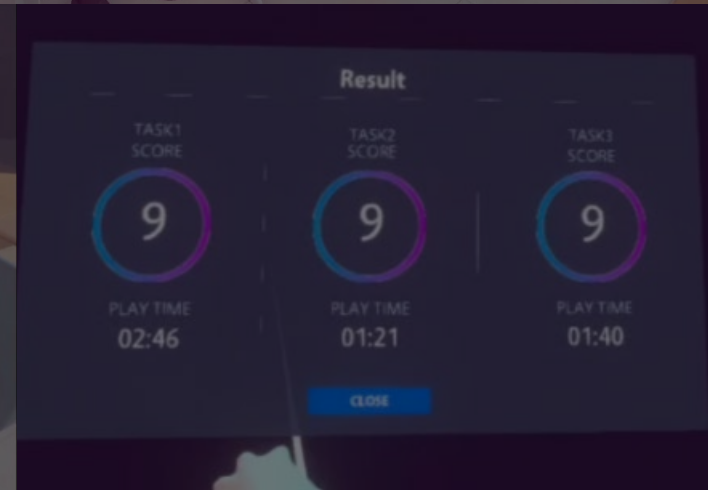 Result
TASK1
SCORE
9
PLAY TIME
02:46
TASK2
SCORE
9
PLAY TIME
01:21
TASK3
SCORE
9
PLAY TIME
01:40
CLOSE